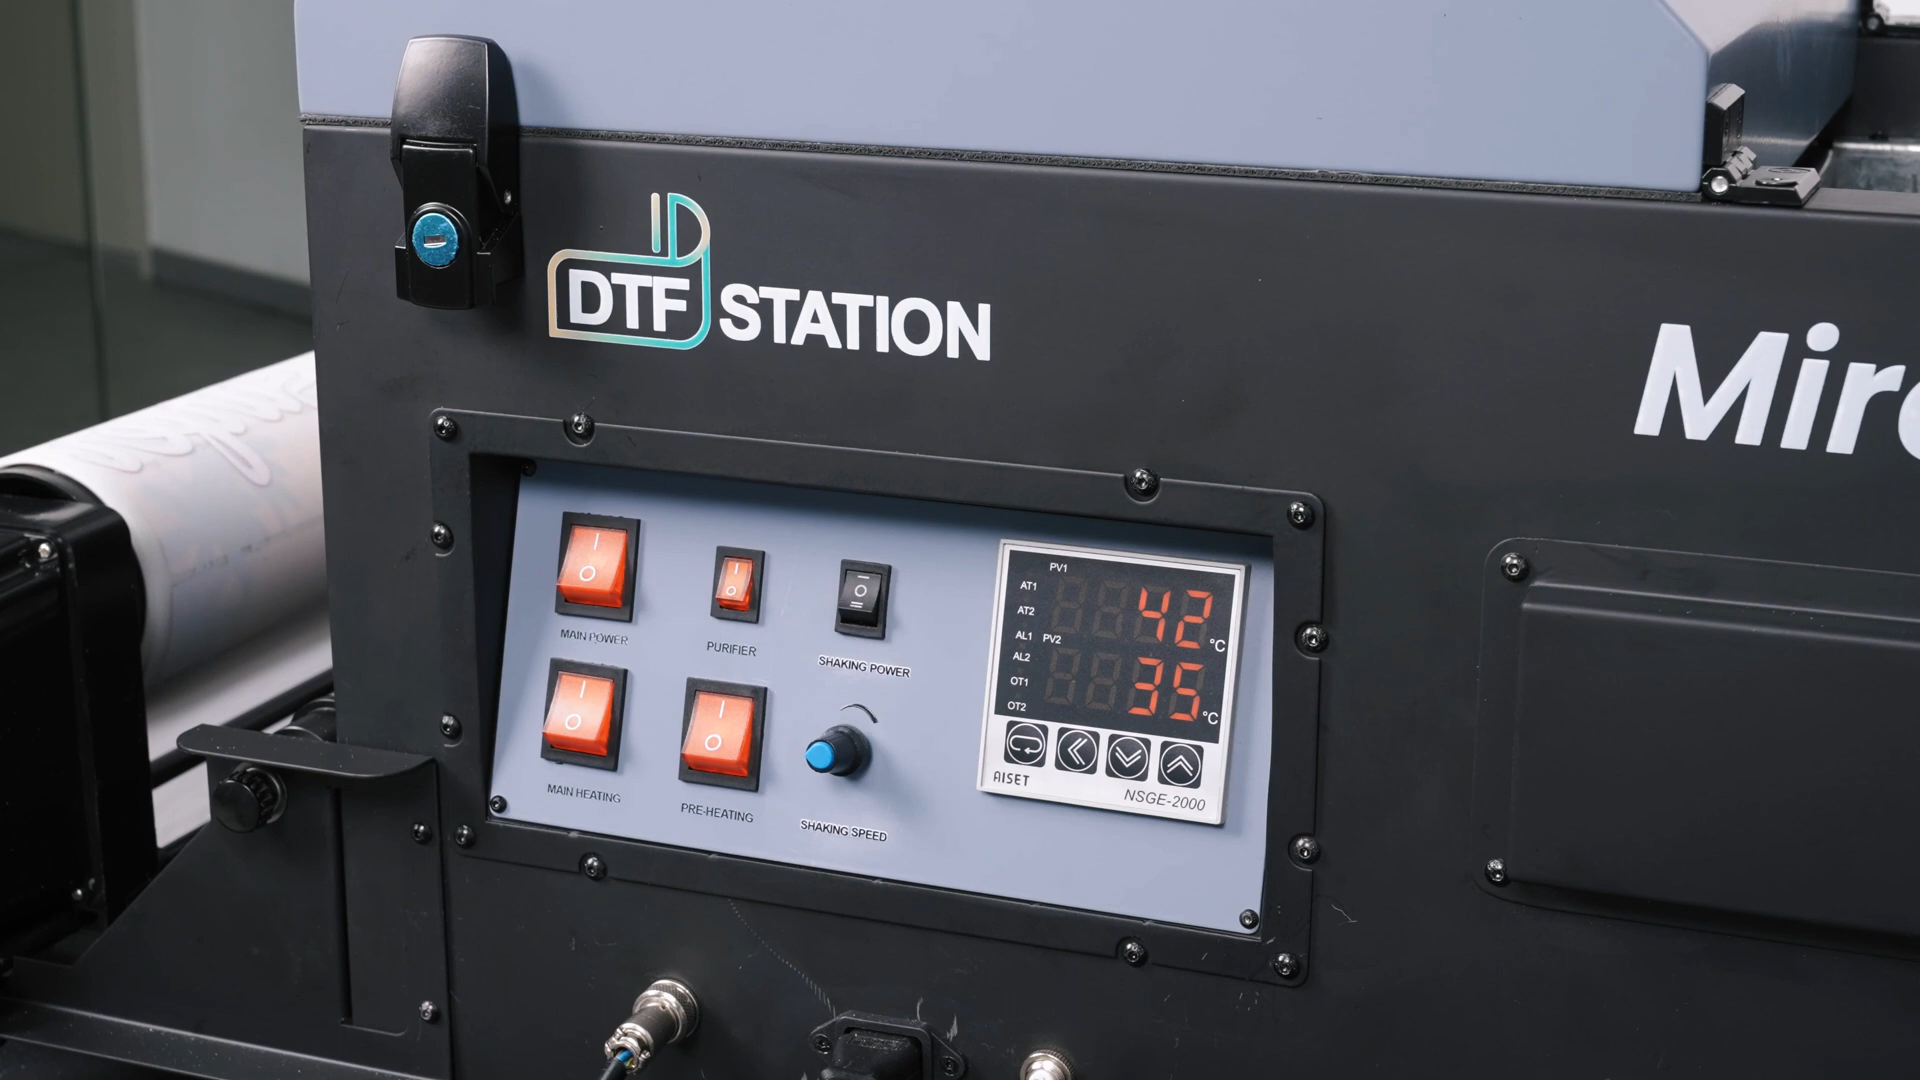 DTF STATION
Mir
MAIN POWER
PURIFIER
SHAKING POWER
MAIN HEATING
PRE-HEATING
SHAKING SPEED
PV1
AT1
AT2
42 °C
AL1 PV2
AL2
OT1
35 °C
OT2
AISET
NSGE-2000